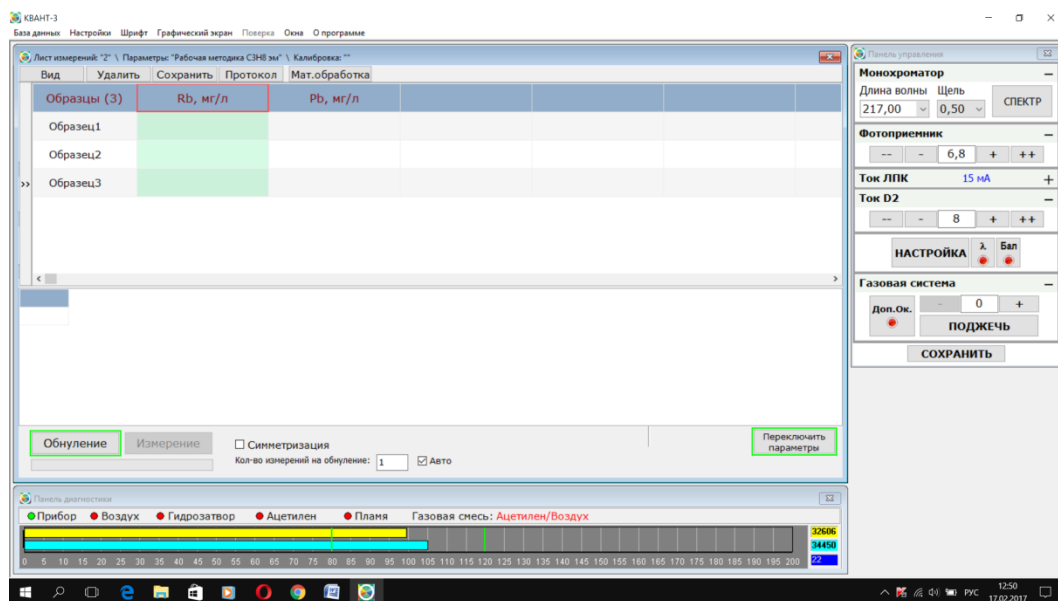 КВАНТ-3
База данных Настройки Шрифт Графический экран Поверка Окна О программе
Лист измерений: "2" \ Параметры: "Рабочая методика C3H8 эм" \ Калибровка: ""
Вид Удалить Сохранить Протокол Мат.обработка
Образцы (3) Rb, мг/л Pb, мг/л
Образец1
Образец2
>> Образец3
Обнуление Измерение
Симметризация
Кол-во измерений на обнуление: 1 Авто
Переключить
параметры
Панель управления
Монохроматор –
Длина волны Щель
217,00 0,50 СПЕКТР
Фотоприемник –
-- - 6,8 + ++
Ток ЛПК 15 мА +
Ток D2 –
-- - 8 + ++
НАСТРОЙКА λ Бал
Газовая система –
Доп.Ок. - 0 +
ПОДЖЕЧЬ
СОХРАНИТЬ
Панель диагностики
Прибор Воздух Гидрозатвор Ацетилен Пламя Газовая смесь: Ацетилен/Воздух
32606
34450
22
0 5 10 15 20 25 30 35 40 45 50 55 60 65 70 75 80 85 90 95 100 105 110 115 120 125 130 135 140 145 150 155 160 165 170 175 180 185 190 195 200
РУС
12:50
17.02.2017